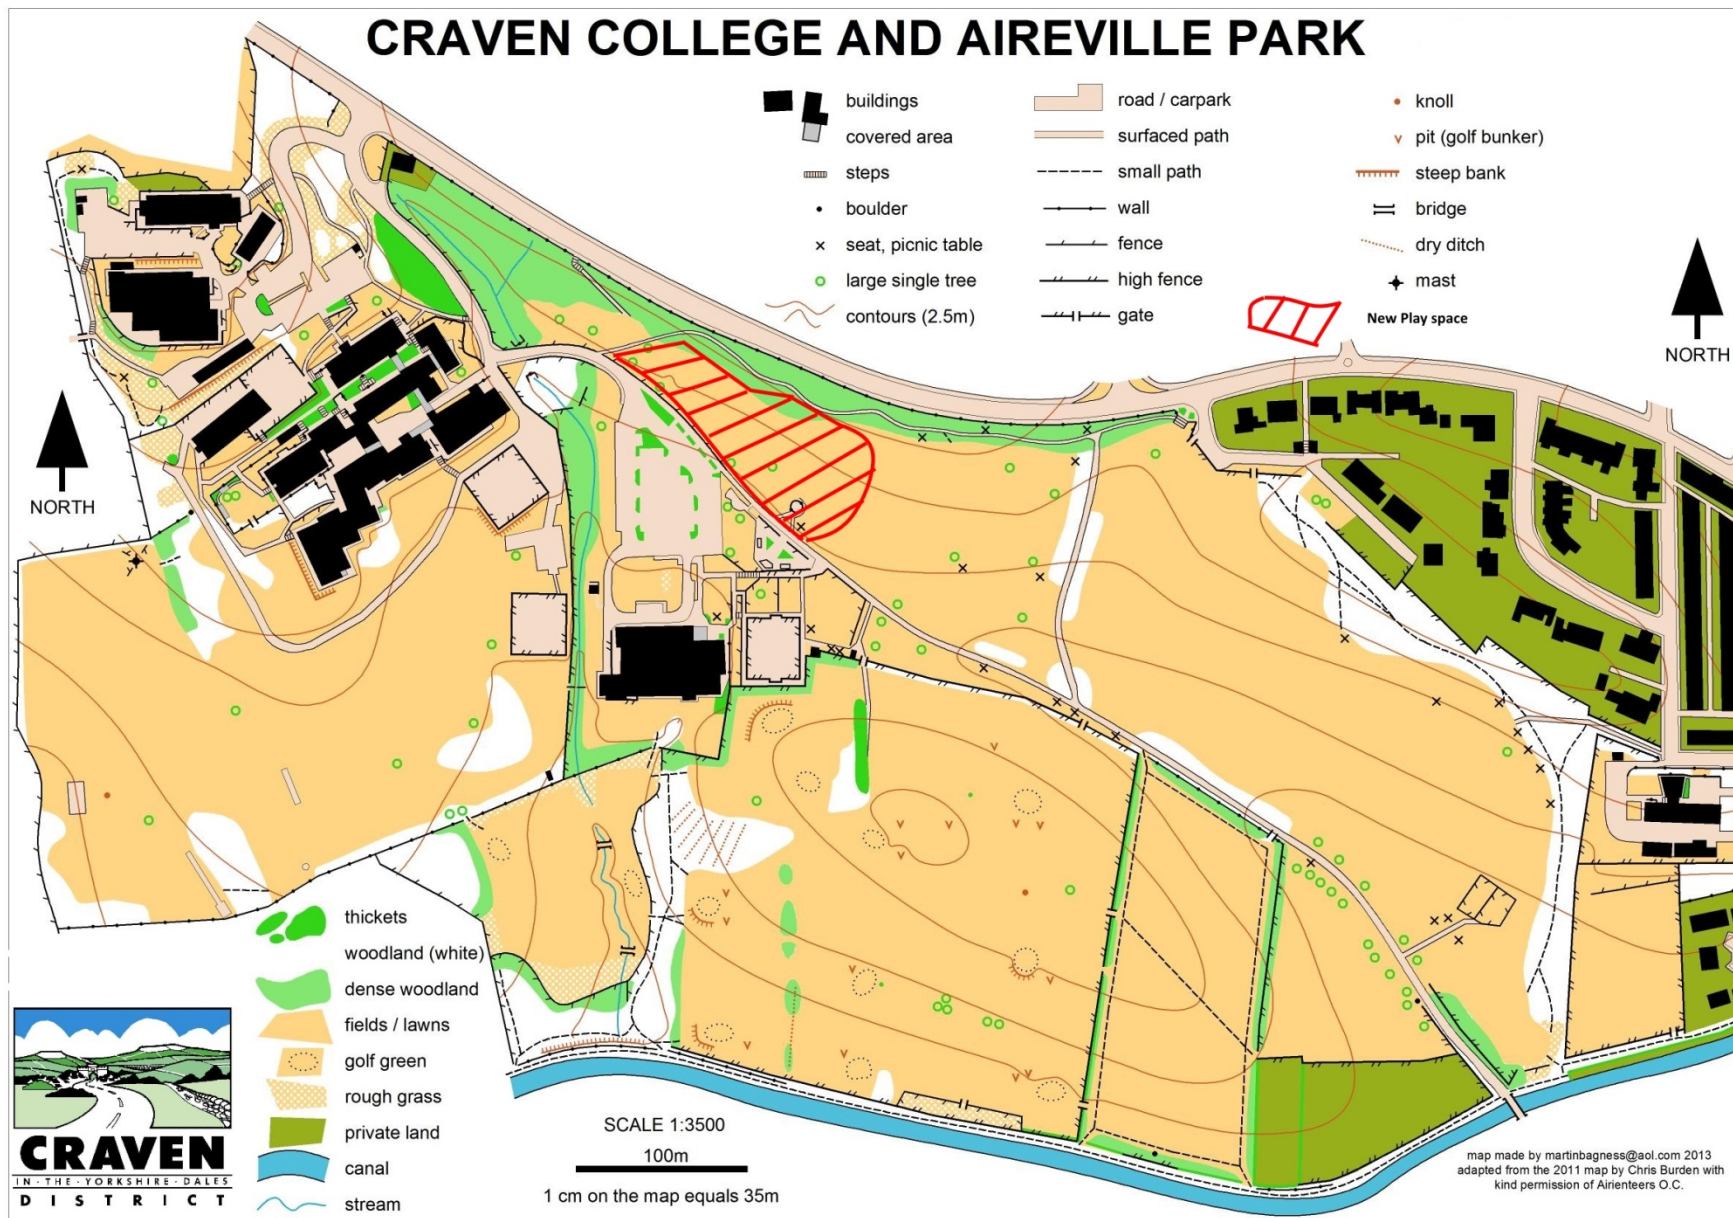 CRAVEN COLLEGE AND AIREVILLE PARK
buildings
covered area
steps
boulder
seat, picnic table
large single tree
contours (2.5m)
road / carpark
surfaced path
small path
wall
fence
high fence
gate
knoll
pit (golf bunker)
steep bank
bridge
dry ditch
mast
New Play space
NORTH
NORTH
thickets
woodland (white)
dense woodland
fields / lawns
golf green
rough grass
private land
canal
stream
CRAVEN
IN·THE·YORKSHIRE·DALES
DISTRICT
SCALE 1:3500
100m
1 cm on the map equals 35m
map made by martinbagness@aol.com 2013
adapted from the 2011 map by Chris Burden with
kind permission of Airienteers O.C.